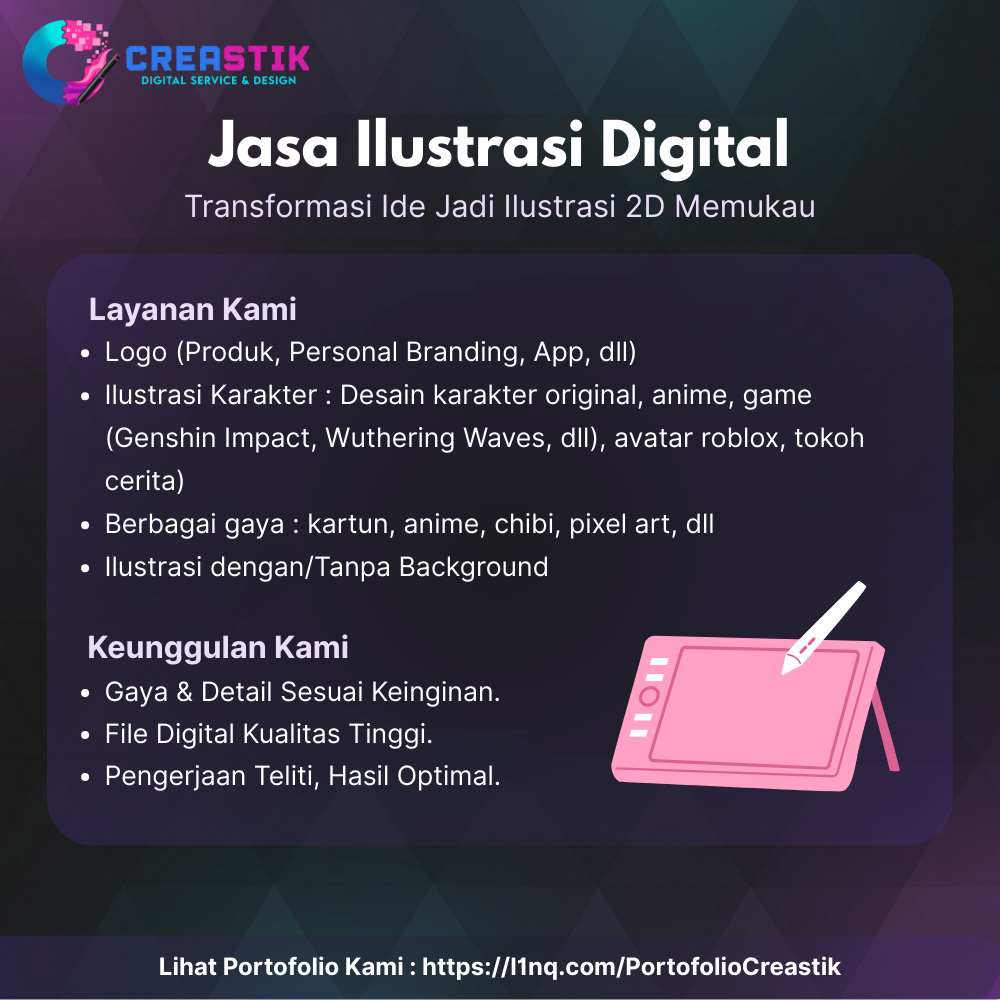 CREASTIK
DIGITAL SERVICE & DESIGN
Jasa Ilustrasi Digital
Transformasi Ide Jadi Ilustrasi 2D Memukau
Layanan Kami
• Logo (Produk, Personal Branding, App, dll)
• Ilustrasi Karakter : Desain karakter original, anime, game
(Genshin Impact, Wuthering Waves, dll), avatar roblox, tokoh
cerita)
• Berbagai gaya : kartun, anime, chibi, pixel art, dll
• Ilustrasi dengan/Tanpa Background
Keunggulan Kami
• Gaya & Detail Sesuai Keinginan.
• File Digital Kualitas Tinggi.
• Pengerjaan Teliti, Hasil Optimal.
Lihat Portofolio Kami : https://l1nq.com/PortofolioCreastik